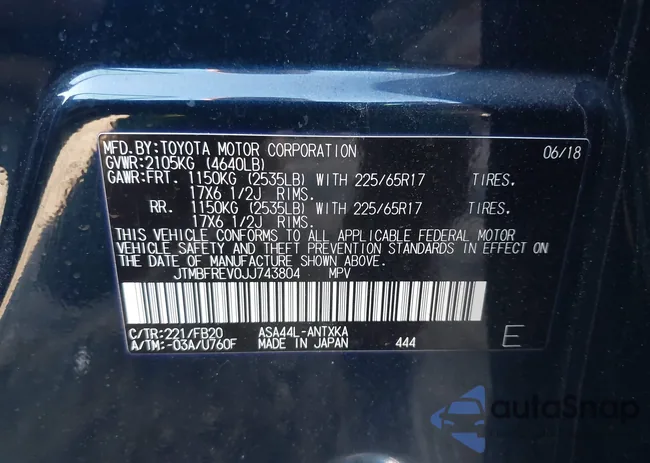 MFD.BY:TOYOTA MOTOR CORPORATION 06/18
GVWR:2105KG (4640LB)
GAWR:FRT. 1150KG (2535LB) WITH 225/65R17 TIRES.
17X6 1/2J RIMS.
RR. 1150KG (2535LB) WITH 225/65R17 TIRES.
17X6 1/2J RIMS.
THIS VEHICLE CONFORMS TO ALL APPLICABLE FEDERAL MOTOR
VEHICLE SAFETY AND THEFT PREVENTION STANDARDS IN EFFECT ON
THE DATE OF MANUFACTURE SHOWN ABOVE.
JTMBFREV0JJ743804 MPV
C/TR:221/FB20 ASA44L-ANTXKA
A/TM:-03A/U760F MADE IN JAPAN 444 E
autoSnap